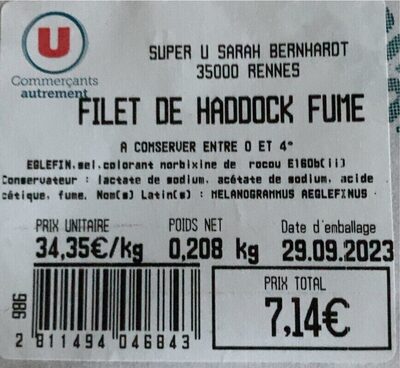 U
Commerçants
autrement
SUPER U SARAH BERNHARDT
35000 RENNES
FILET DE HADDOCK FUME
A CONSERVER ENTRE 0 ET 4°
EGLEFIN.sel.colorant norbixine de rocou E160b(ii)
Conservateur : lactate de sodium, acétate de sodium, acide
cétique, fume. Nom(s) Latin(s) : MELANOGRAMMUS AEGLEFINUS
PRIX UNITAIRE POIDS NET Date d'emballage
34,35€/kg 0,208 kg 29.09.2023
PRIX TOTAL
7,14€
986
2 811494 046843